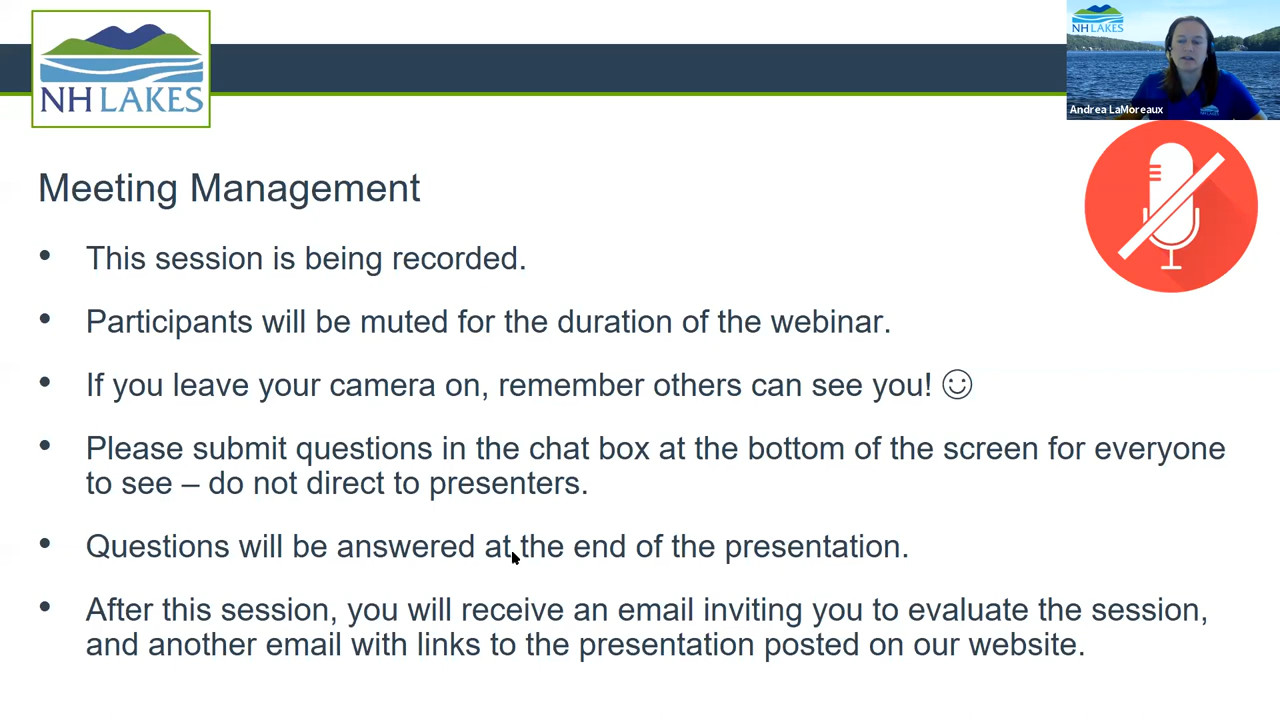 NH LAKES
NH LAKES
Andrea LaMoreaux
Meeting Management
• This session is being recorded.
• Participants will be muted for the duration of the webinar.
• If you leave your camera on, remember others can see you! ☺
• Please submit questions in the chat box at the bottom of the screen for everyone
to see – do not direct to presenters.
• Questions will be answered at the end of the presentation.
• After this session, you will receive an email inviting you to evaluate the session,
and another email with links to the presentation posted on our website.